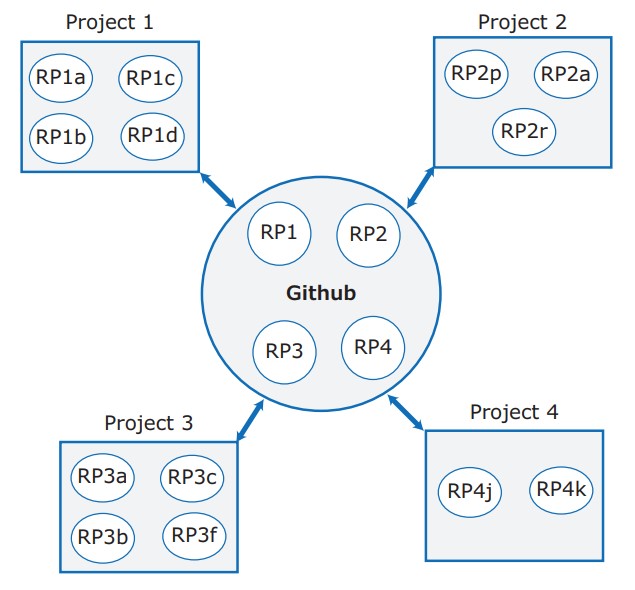 Project 1
RP1a
RP1c
RP1b
RP1d
Project 2
RP2p
RP2a
RP2r
RP1
RP2
Github
RP3
RP4
Project 3
RP3a
RP3c
RP3b
RP3f
Project 4
RP4j
RP4k